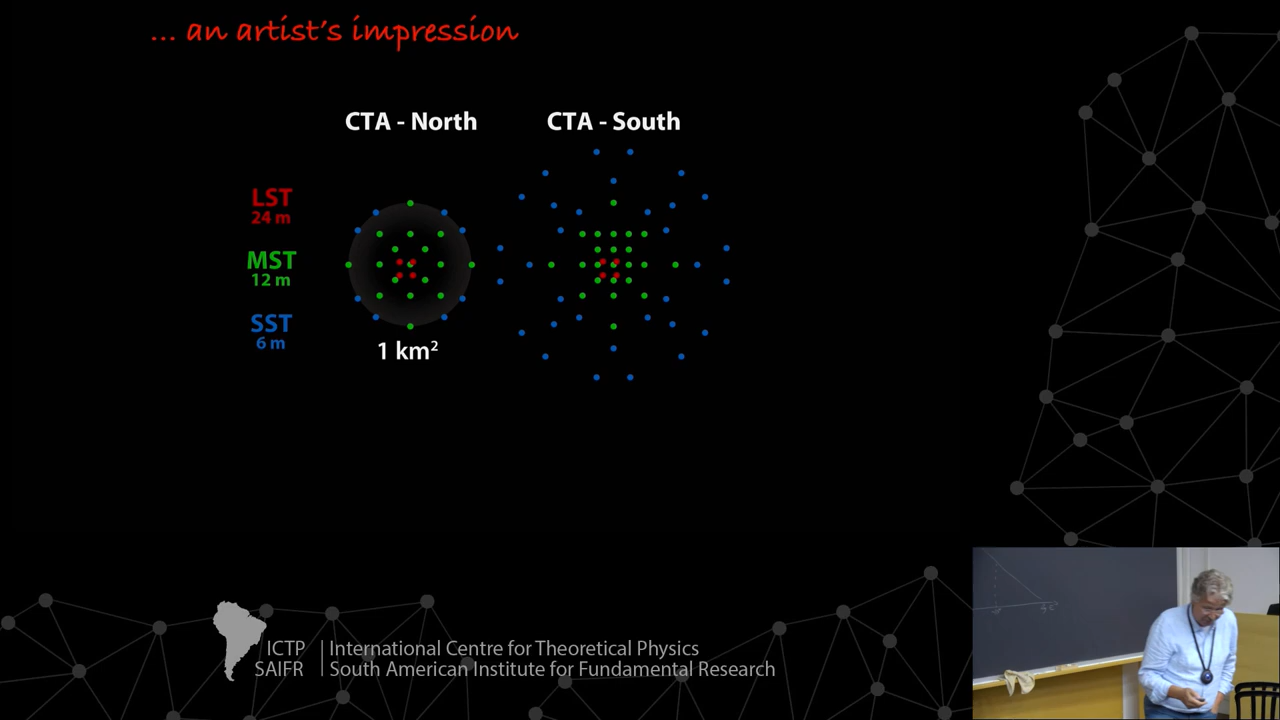 ... an artist's impression
CTA - North
CTA - South
LST
24 m
MST
12 m
SST
6 m
1 km²
ICTP
SAIFR
International Centre for Theoretical Physics
South American Institute for Fundamental Research